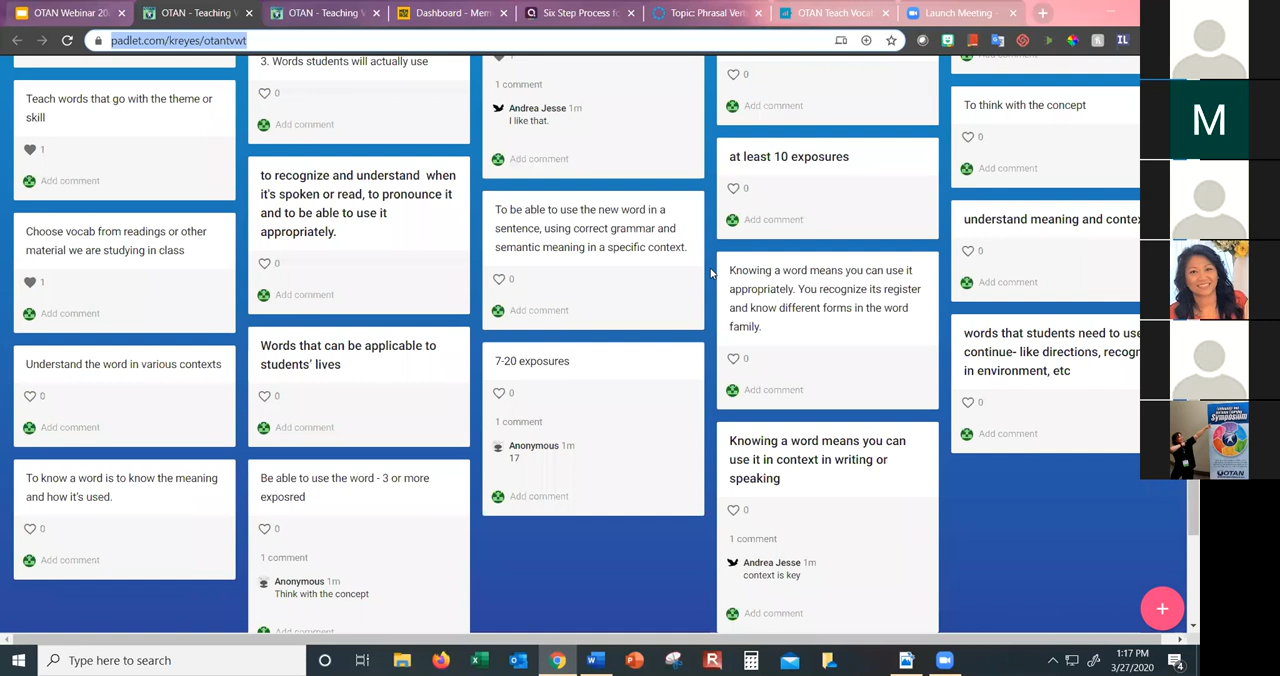 OTAN Webinar 20
OTAN - Teaching V
OTAN - Teaching
Dashboard - Mem
Six Step Process fo
Topic: Phrasal Ver
OTAN Teach Vocab
Launch Meeting -
padlet.com/kreyes/otantvwt
IL
Teach words that go with the theme or
skill
1
Add comment
Choose vocab from readings or other
material we are studying in class
1
Add comment
Understand the word in various contexts
0
Add comment
To know a word is to know the meaning
and how it's used.
0
Add comment
3. Words students will actually use
0
Add comment
to recognize and understand when
it's spoken or read, to pronounce it
and to be able to use it
appropriately.
0
Add comment
Words that can be applicable to
students' lives
0
Add comment
Be able to use the word - 3 or more
exposred
0
1 comment
Anonymous 1m
Think with the concept
Add comment
1 comment
Andrea Jesse 1m
I like that.
Add comment
To be able to use the new word in a
sentence, using correct grammar and
semantic meaning in a specific context.
0
Add comment
7-20 exposures
0
1 comment
Anonymous 1m
17
Add comment
0
Add comment
at least 10 exposures
0
Add comment
Knowing a word means you can use it
appropriately. You recognize its register
and know different forms in the word
family.
0
Add comment
Knowing a word means you can
use it in context in writing or
speaking
0
1 comment
Andrea Jesse 1m
context is key
Add comment
Add comment
To think with the concept
0
Add comment
understand meaning and conte
0
Add comment
words that students need to use
continue- like directions, recogn
in environment, etc
0
Add comment
M
Symposium
OTAN
Type here to search
1:17 PM
3/27/2020
4